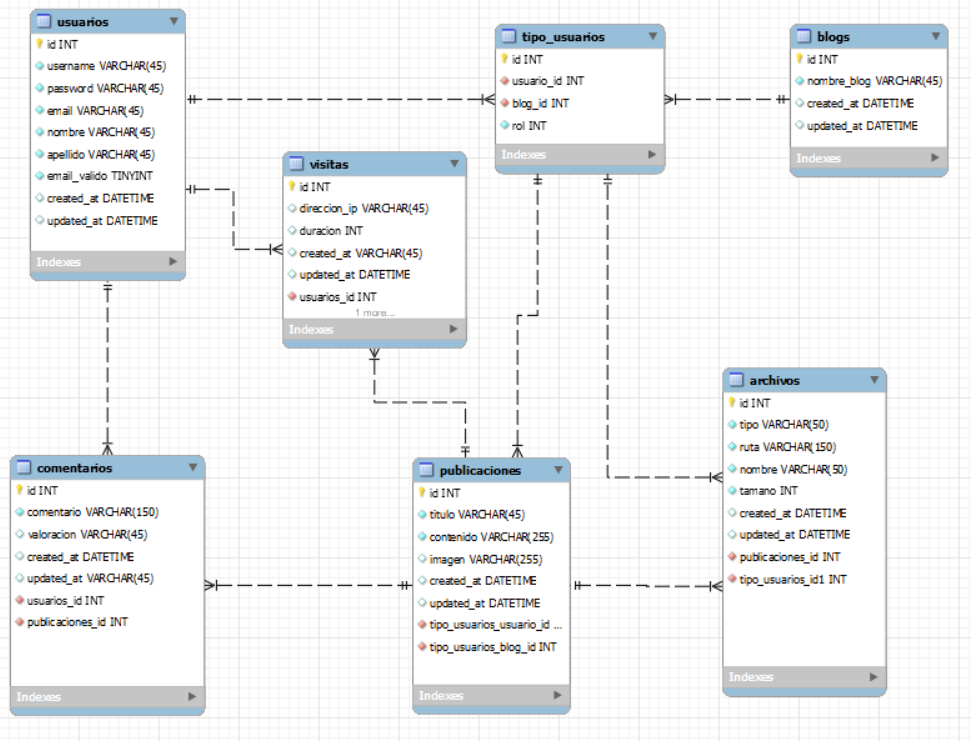 usuarios
id INT
username VARCHAR(45)
password VARCHAR(45)
email VARCHAR(45)
nombre VARCHAR(45)
apellido VARCHAR(45)
email_valido TINYINT
created_at DATETIME
updated_at DATETIME
Indexes
tipo_usuarios
id INT
usuario_id INT
blog_id INT
rol INT
Indexes
blogs
id INT
nombre_blog VARCHAR(45)
created_at DATETIME
updated_at DATETIME
Indexes
visitas
id INT
direccion_ip VARCHAR(45)
duracion INT
created_at VARCHAR(45)
updated_at DATETIME
usuarios_id INT
1 more...
Indexes
comentarios
id INT
comentario VARCHAR(150)
valoracion VARCHAR(45)
created_at DATETIME
updated_at VARCHAR(45)
usuarios_id INT
publicaciones_id INT
Indexes
publicaciones
id INT
titulo VARCHAR(45)
contenido VARCHAR(255)
imagen VARCHAR(255)
created_at DATETIME
updated_at DATETIME
tipo_usuarios_usuario_id ...
tipo_usuarios_blog_id INT
Indexes
archivos
id INT
tipo VARCHAR(50)
ruta VARCHAR(150)
nombre VARCHAR(50)
tamano INT
created_at DATETIME
updated_at DATETIME
publicaciones_id INT
tipo_usuarios_id1 INT
Indexes